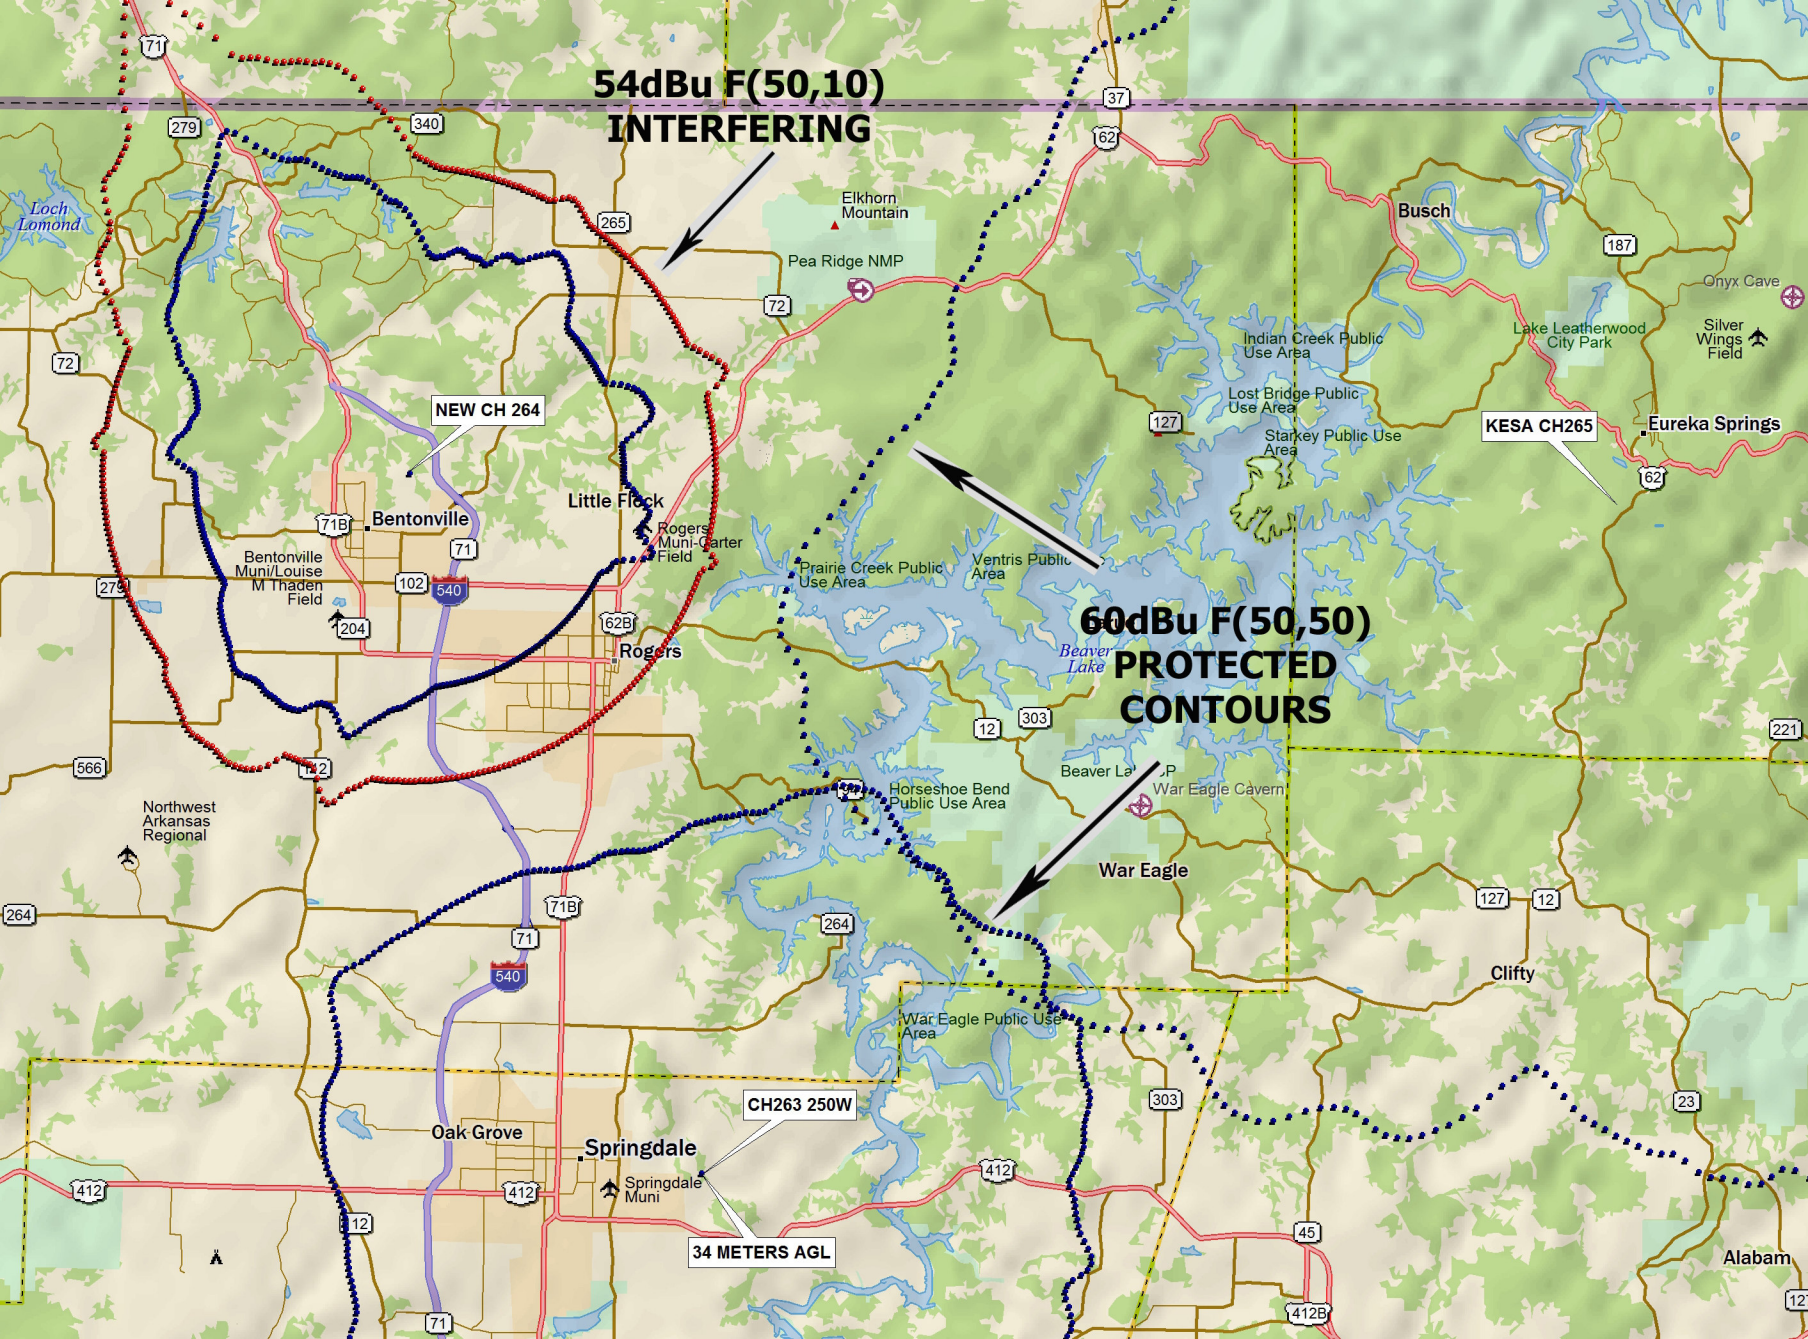 71
54dBu F(50,10)
INTERFERING
37
279
340
62
Loch
Lomond
Elkhorn
Mountain
Busch
265
187
Pea Ridge NMP
Onyx Cave
72
Lake Leatherwood
City Park
Silver
Wings
Field
Indian Creek Public
Use Area
72
Lost Bridge Public
Use Area
NEW CH 264
127
KESA CH265
Eureka Springs
Starkey Public Use
Area
62
Little Flock
71B
Bentonville
Rogers
Muni-Carter
Field
71
Bentonville
Muni/Louise
M Thaden
Field
Prairie Creek Public
Use Area
Ventris Public
Area
279
102
540
204
62B
60dBu F(50,50)
PROTECTED
CONTOURS
Rogers
Beaver
Lake
12
303
221
566
112
Beaver Lake SP
War Eagle Cavern
94
Horseshoe Bend
Public Use Area
Northwest
Arkansas
Regional
War Eagle
127
12
264
71B
264
71
540
Clifty
War Eagle Public Use
Area
303
23
CH263 250W
Oak Grove
Springdale
412
412
412
Springdale
Muni
12
34 METERS AGL
45
Alabam
71
412B